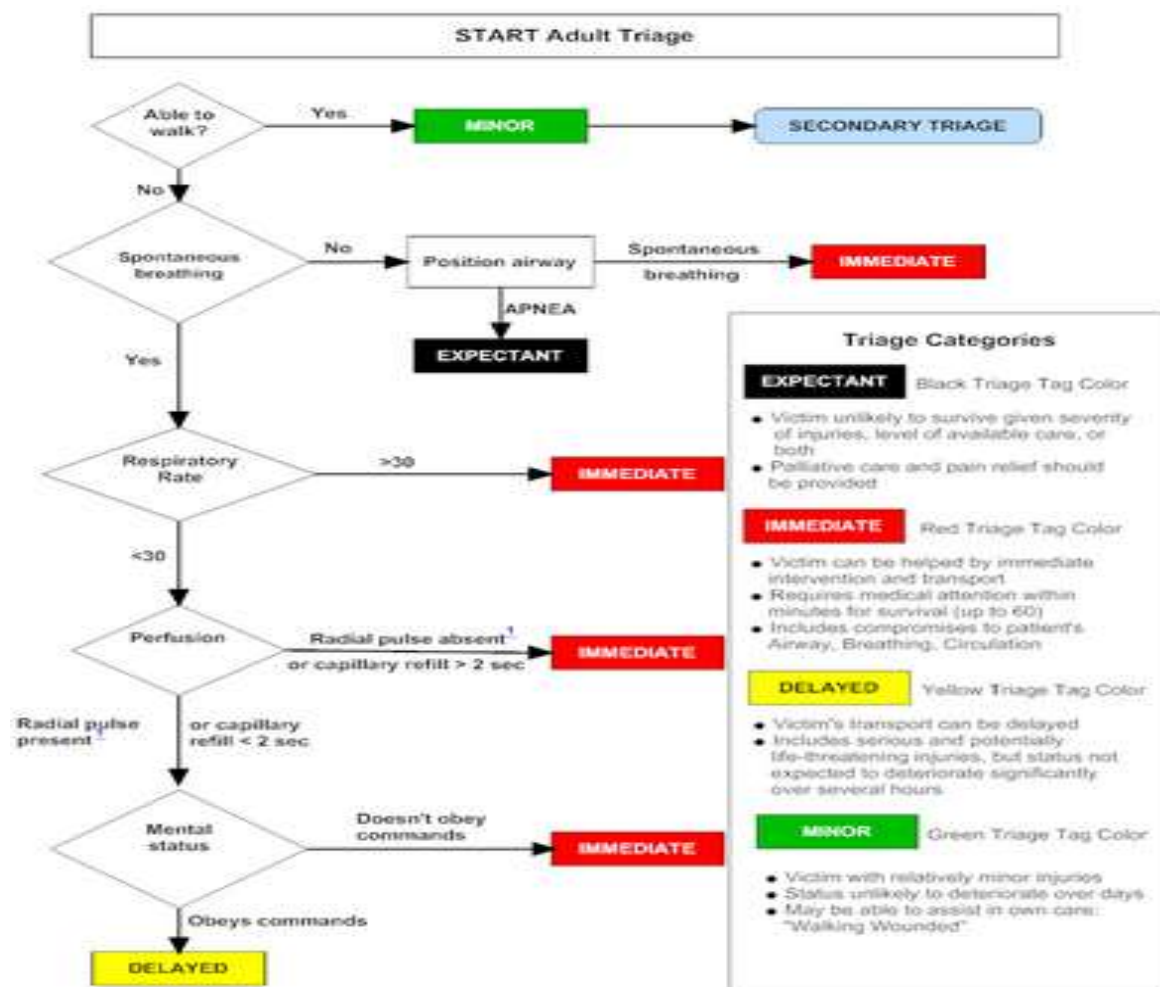 START Adult Triage
Able to
walk?
Yes
MINOR
SECONDARY TRIAGE
No
Spontaneous
breathing
No
Position airway
Spontaneous
breathing
IMMEDIATE
APNEA
EXPECTANT
Yes
Respiratory
Rate
>30
IMMEDIATE
<30
Perfusion
Radial pulse absent¹
or capillary refill > 2 sec
IMMEDIATE
Radial pulse
present
or capillary
refill < 2 sec
Mental
status
Doesn't obey
commands
IMMEDIATE
Obeys commands
DELAYED
Triage Categories
EXPECTANT Black Triage Tag Color
• Victim unlikely to survive given severity
of injuries, level of available care, or
both
• Palliative care and pain relief should
be provided
IMMEDIATE Red Triage Tag Color
• Victim can be helped by immediate
intervention and transport
• Requires medical attention within
minutes for survival (up to 60)
• Includes compromises to patient's
Airway, Breathing, Circulation
DELAYED Yellow Triage Tag Color
• Victim's transport can be delayed
• Includes serious and potentially
life-threatening injuries, but status not
expected to deteriorate significantly
over several hours
MINOR Green Triage Tag Color
• Victim with relatively minor injuries
• Status unlikely to deteriorate over days
• May be able to assist in own care:
"Walking Wounded"